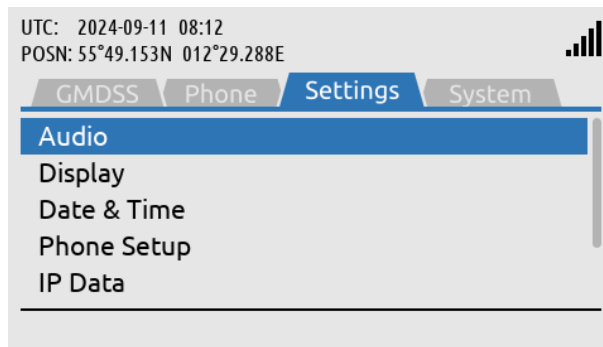 UTC: 2024-09-11 08:12
POSN: 55°49.153N 012°29.288E
GMDSS Phone Settings System
Audio
Display
Date & Time
Phone Setup
IP Data